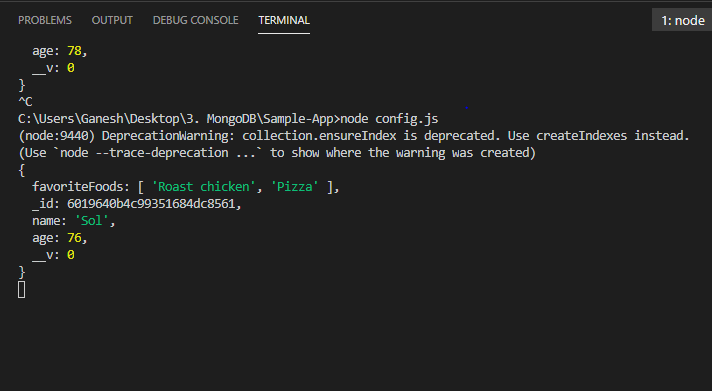 PROBLEMS OUTPUT DEBUG CONSOLE TERMINAL 1: node
age: 78,
__v: 0
}
^C
C:\Users\Ganesh\Desktop\3. MongoDB\Sample-App>node config.js
(node:9440) DeprecationWarning: collection.ensureIndex is deprecated. Use createIndexes instead.
(Use `node --trace-deprecation ...` to show where the warning was created)
{
favoriteFoods: [ 'Roast chicken', 'Pizza' ],
_id: 6019640b4c99351684dc8561,
name: 'Sol',
age: 76,
__v: 0
}